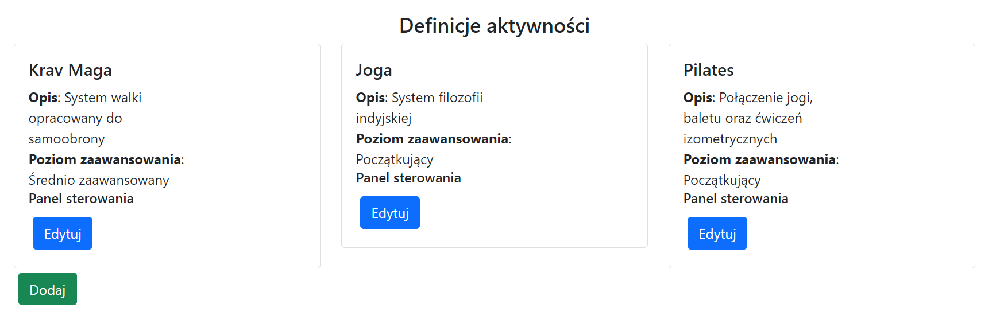 Definicje aktywności
Krav Maga
Opis: System walki
opracowany do
samoobrony
Poziom zaawansowania:
Średnio zaawansowany
Panel sterowania
Edytuj
Joga
Opis: System filozofii
indyjskiej
Poziom zaawansowania:
Początkujący
Panel sterowania
Edytuj
Pilates
Opis: Połączenie jogi,
baletu oraz ćwiczeń
izometrycznych
Poziom zaawansowania:
Początkujący
Panel sterowania
Edytuj
Dodaj